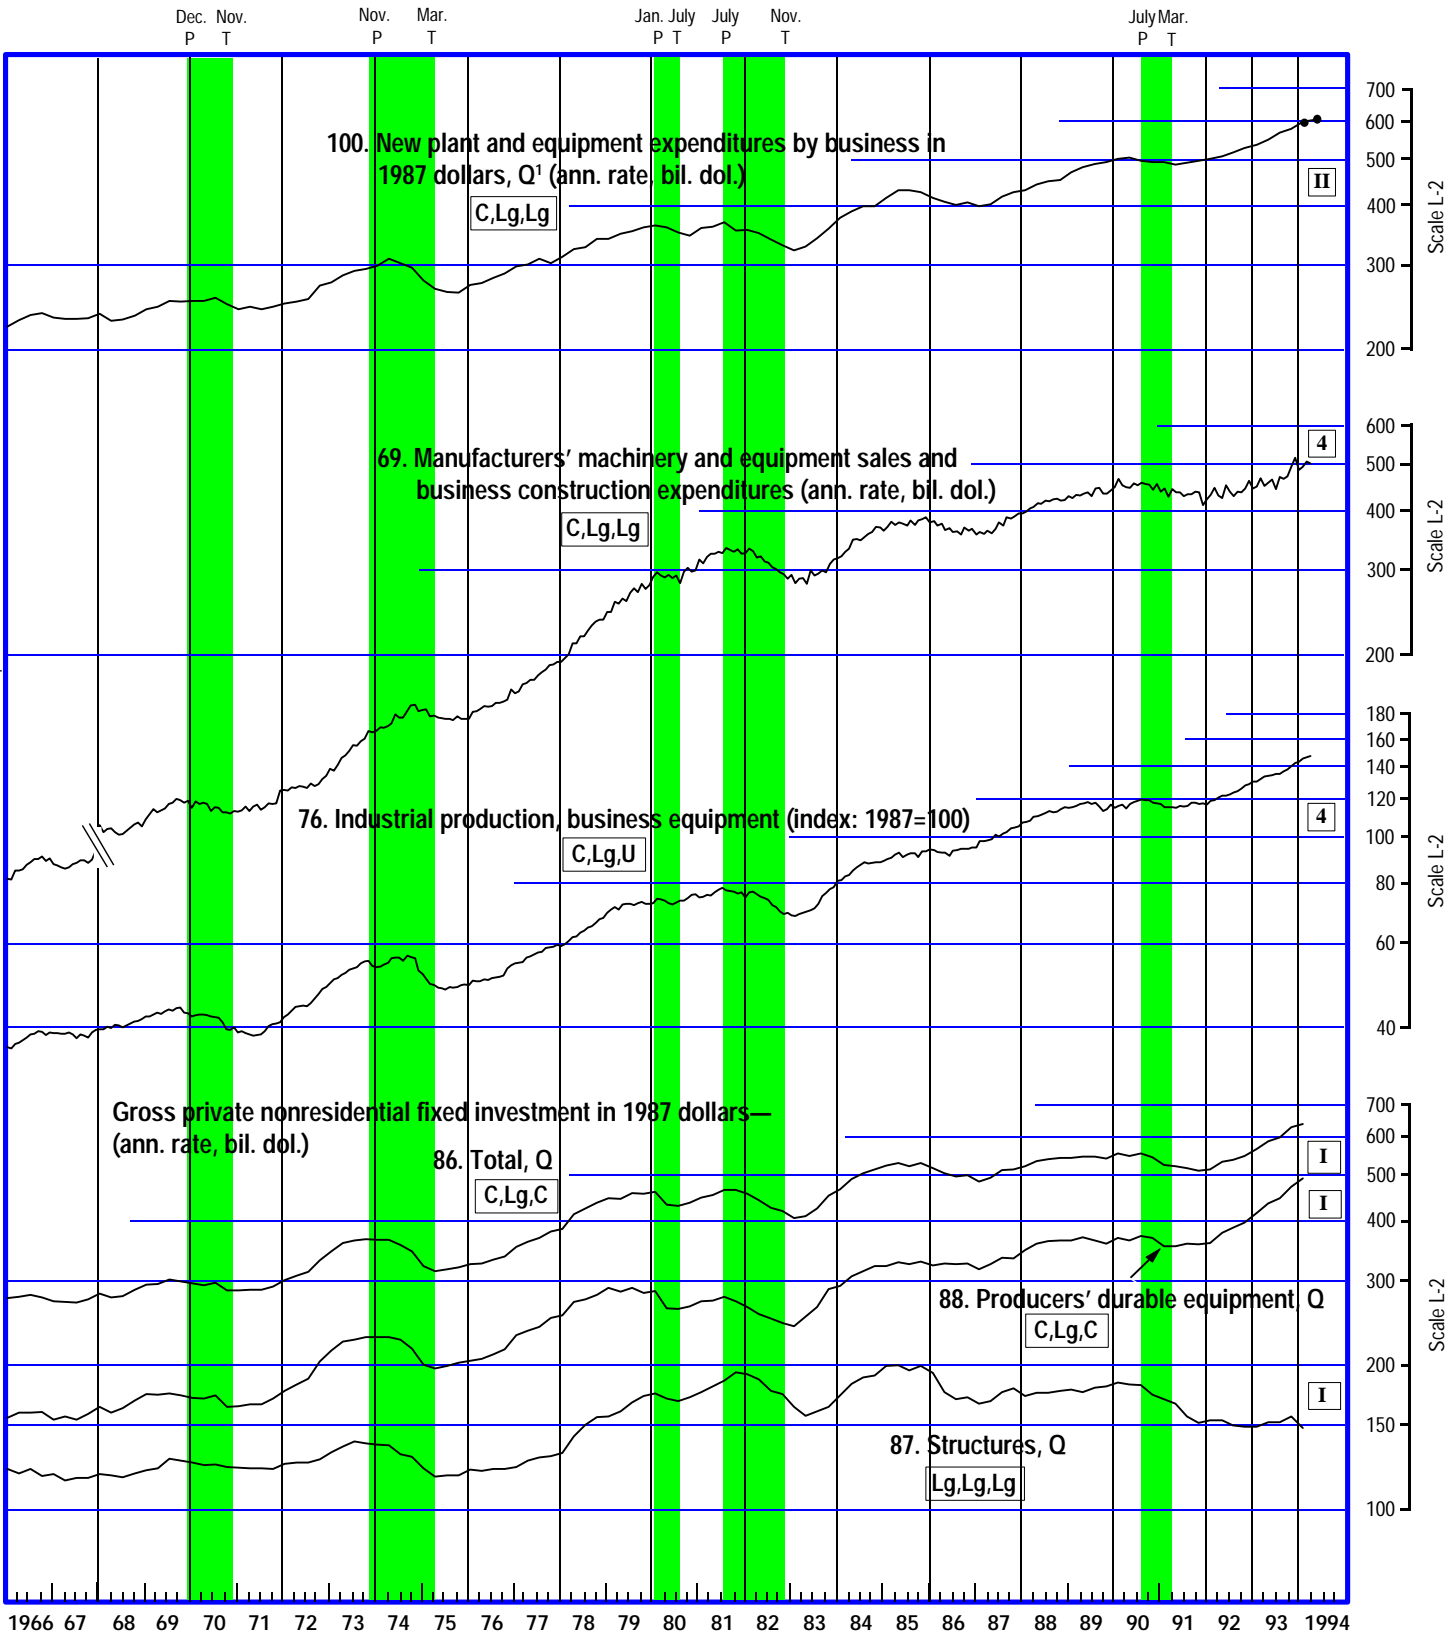 Dec. Nov. Nov. Mar. Jan. July July Nov. July Mar.
P T P T P T P T P T
700
600
100. New plant and equipment expenditures by business in
1987 dollars, Q¹ (ann. rate, bil. dol.)
500
II
C,Lg,Lg
400
Scale L-2
300
200
600
4
69. Manufacturers’ machinery and equipment sales and
500
business construction expenditures (ann. rate, bil. dol.)
400
C,Lg,Lg
Scale L-2
300
200
180
160
140
120
76. Industrial production, business equipment (index: 1987=100)
4
100
C,Lg,U
80
Scale L-2
60
40
Gross private nonresidential fixed investment in 1987 dollars—
700
(ann. rate, bil. dol.)
600
86. Total, Q
I
500
C,Lg,C
I
400
300
88. Producers’ durable equipment, Q
Scale L-2
C,Lg,C
200
I
150
87. Structures, Q
Lg,Lg,Lg
100
1966 67 68 69 70 71 72 73 74 75 76 77 78 79 80 81 82 83 84 85 86 87 88 89 90 91 92 93 1994